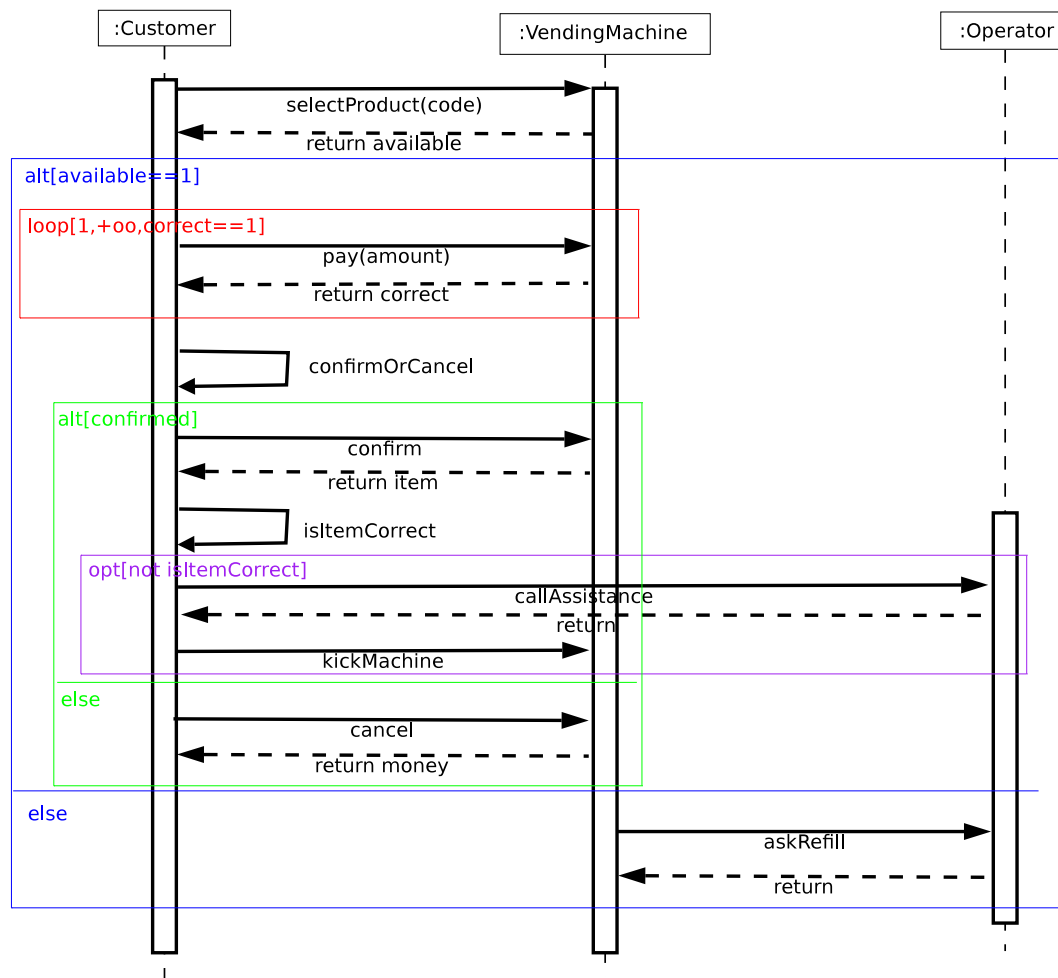 :Customer
:VendingMachine
:Operator
selectProduct(code)
return available
alt[available==1]
loop[1,+oo,correct==1]
pay(amount)
return correct
confirmOrCancel
alt[confirmed]
confirm
return item
isItemCorrect
opt[not isItemCorrect]
callAssistance
return
kickMachine
else
cancel
return money
else
askRefill
return